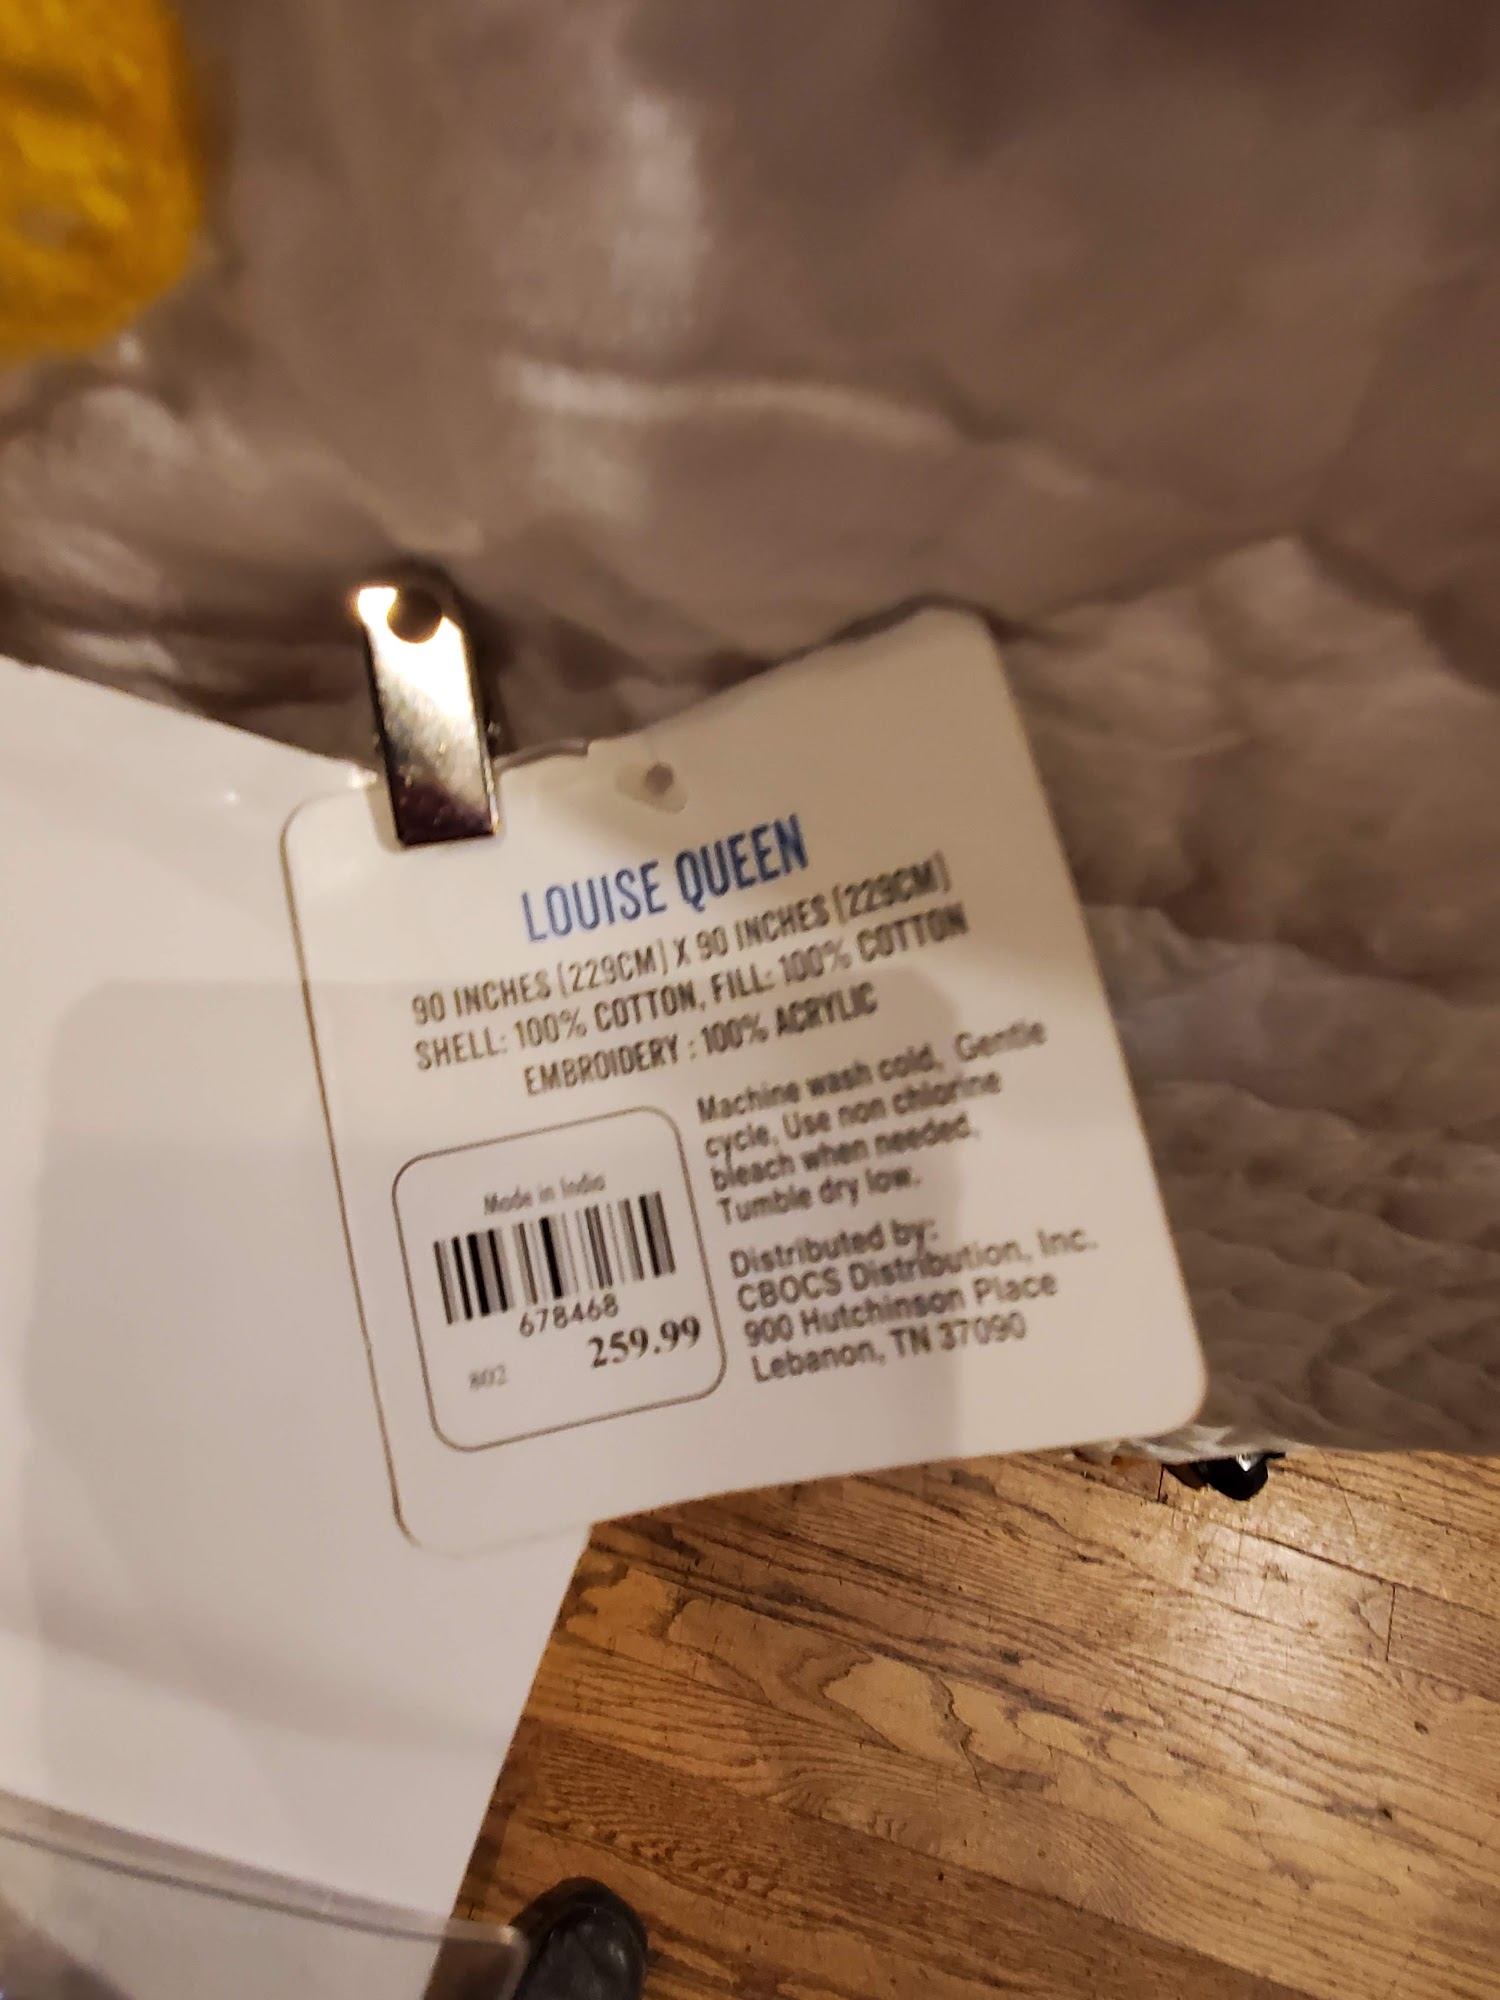 LOUISE QUEEN
90 INCHES (229CM) X 90 INCHES (229CM)
SHELL: 100% COTTON, FILL: 100% COTTON
EMBROIDERY : 100% ACRYLIC
Machine wash cold. Gentle
cycle. Use non chlorine
bleach when needed.
Tumble dry low.
Made in India
678468
259.99
802
Distributed by:
CBOCS Distribution, Inc.
900 Hutchinson Place
Lebanon, TN 37090